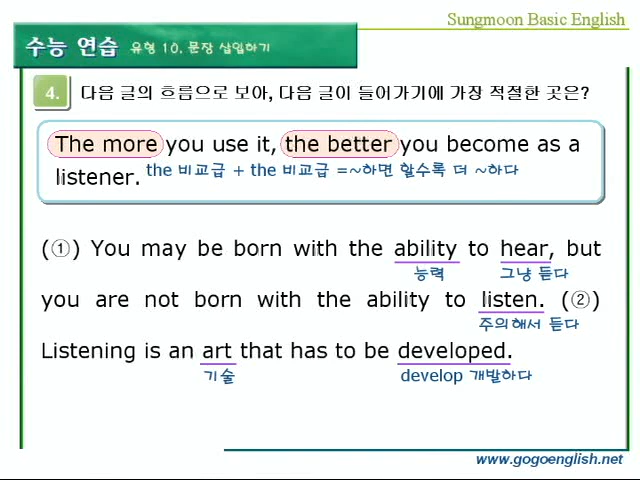 Sungmoon Basic English
수능 연습 유형 10. 문장 삽입하기
4. 다음 글의 흐름으로 보아, 다음 글이 들어가기에 가장 적절한 곳은?
The more you use it, the better you become as a
listener. the 비교급 + the 비교급 =~하면 할수록 더 ~하다
(①) You may be born with the ability to hear, but
능력 그냥 듣다
you are not born with the ability to listen. (②)
주의해서 듣다
Listening is an art that has to be developed.
기술 develop 개발하다
www.gogoenglish.net